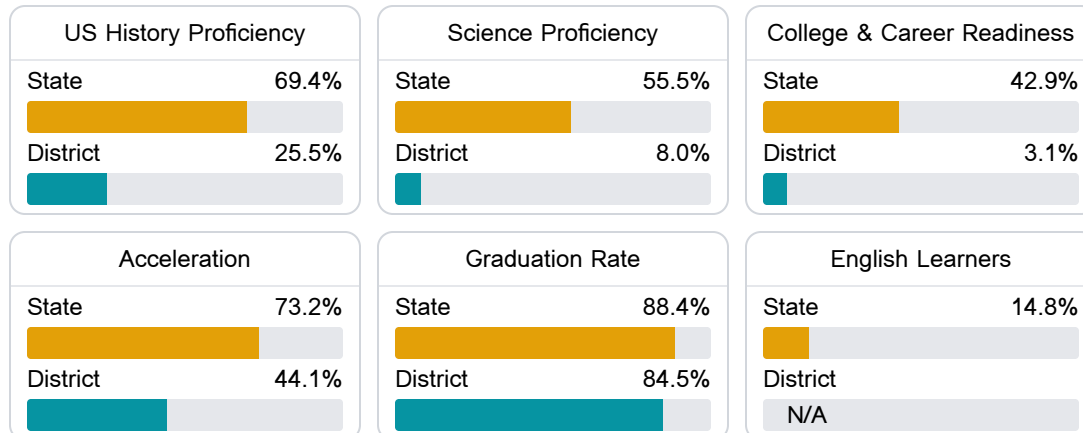 US History Proficiency
State 69.4%
District 25.5%
Science Proficiency
State 55.5%
District 8.0%
College & Career Readiness
State 42.9%
District 3.1%
Acceleration
State 73.2%
District 44.1%
Graduation Rate
State 88.4%
District 84.5%
English Learners
State 14.8%
District
N/A